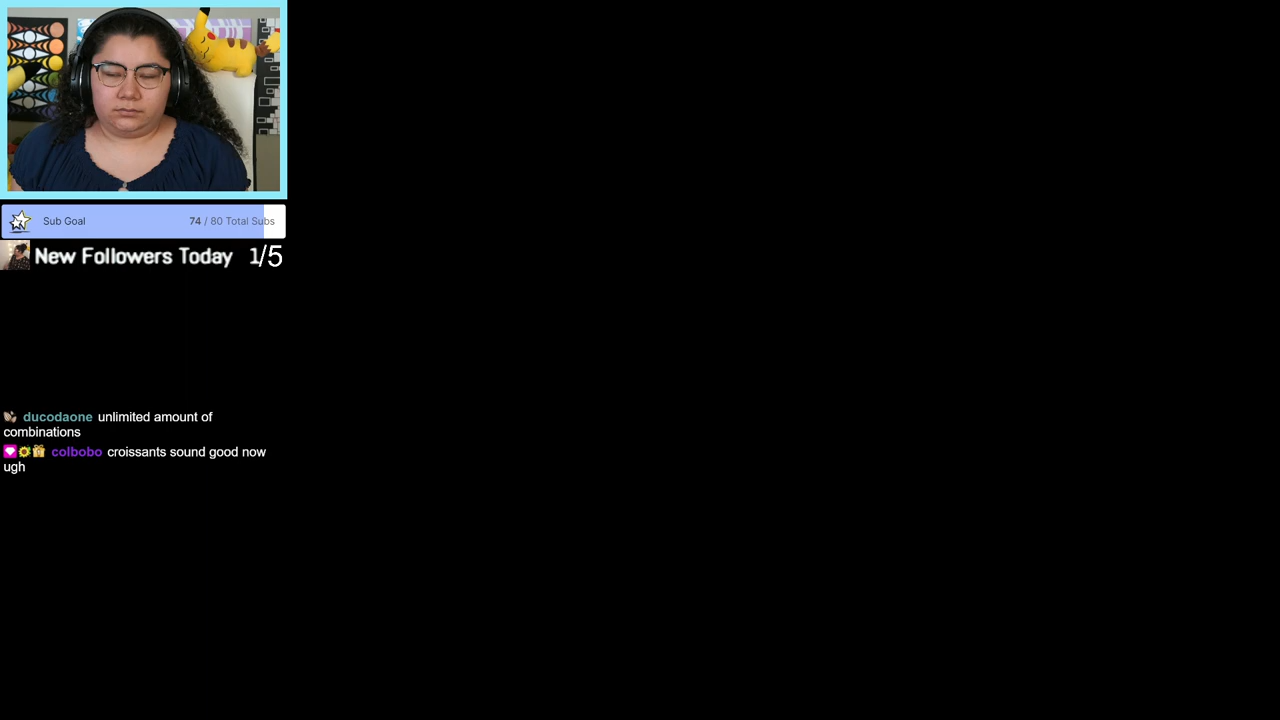 Sub Goal 74 / 80 Total Subs
New Followers Today 1/5
ducodaone unlimited amount of
combinations
colbobo croissants sound good now
ugh